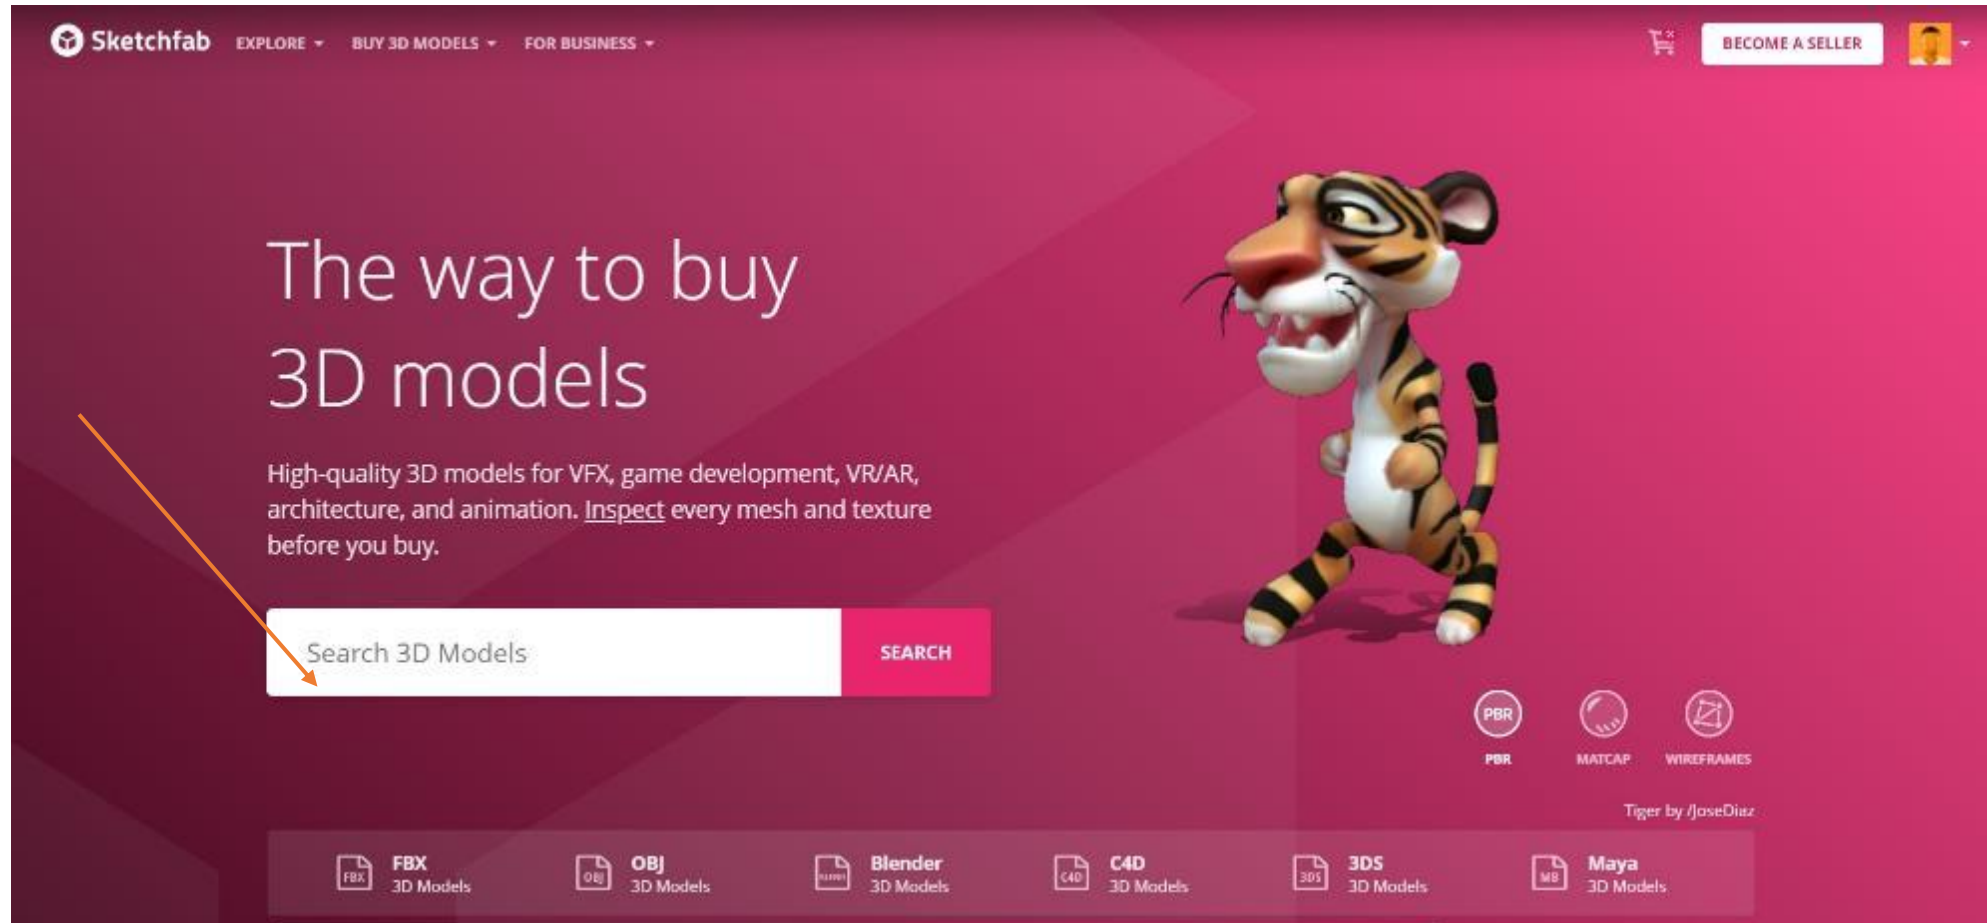 Sketchfab EXPLORE BUY 3D MODELS FOR BUSINESS BECOME A SELLER
The way to buy
3D models
High-quality 3D models for VFX, game development, VR/AR,
architecture, and animation. Inspect every mesh and texture
before you buy.
Search 3D Models SEARCH
PBR
PBR MATCAP WIREFRAMES
Tiger by /JoseDiaz
FBX OBJ Blender C4D 3DS Maya
FBX OBJ C4D 3DS MB
3D Models 3D Models 3D Models 3D Models 3D Models 3D Models